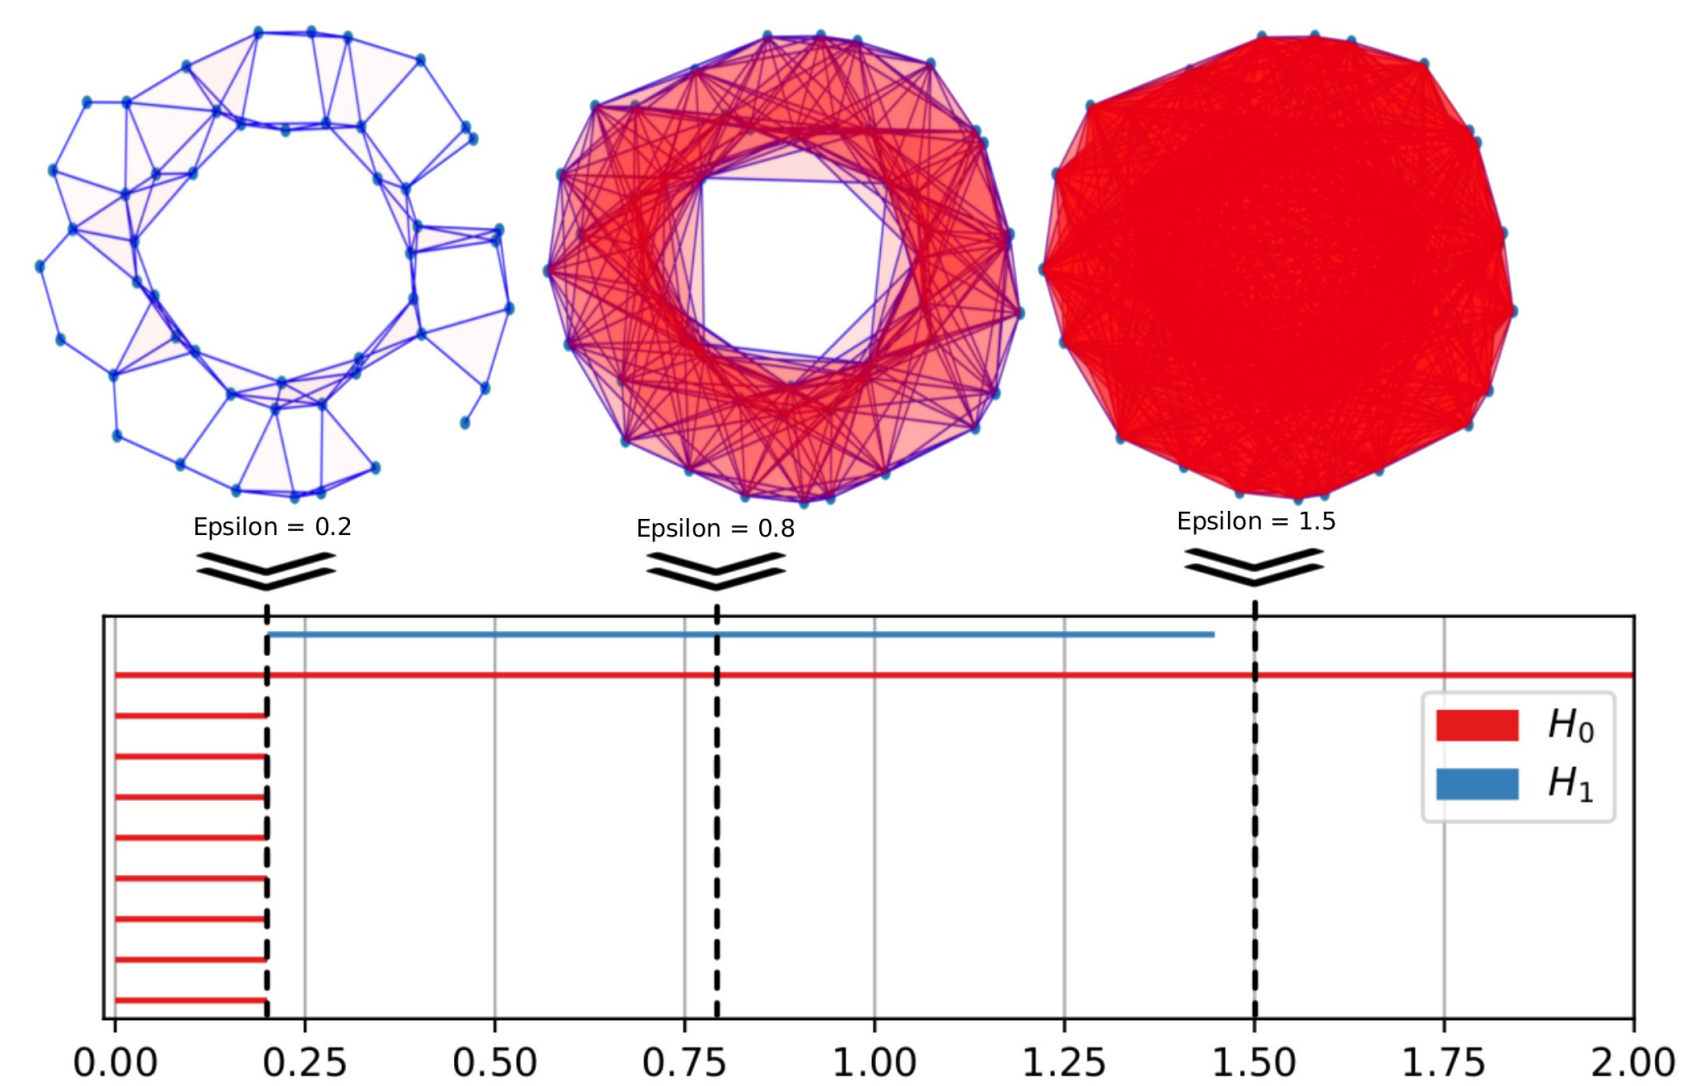 Epsilon = 0.2
Epsilon = 0.8
Epsilon = 1.5
H₀
H₁
0.00 0.25 0.50 0.75 1.00 1.25 1.50 1.75 2.00